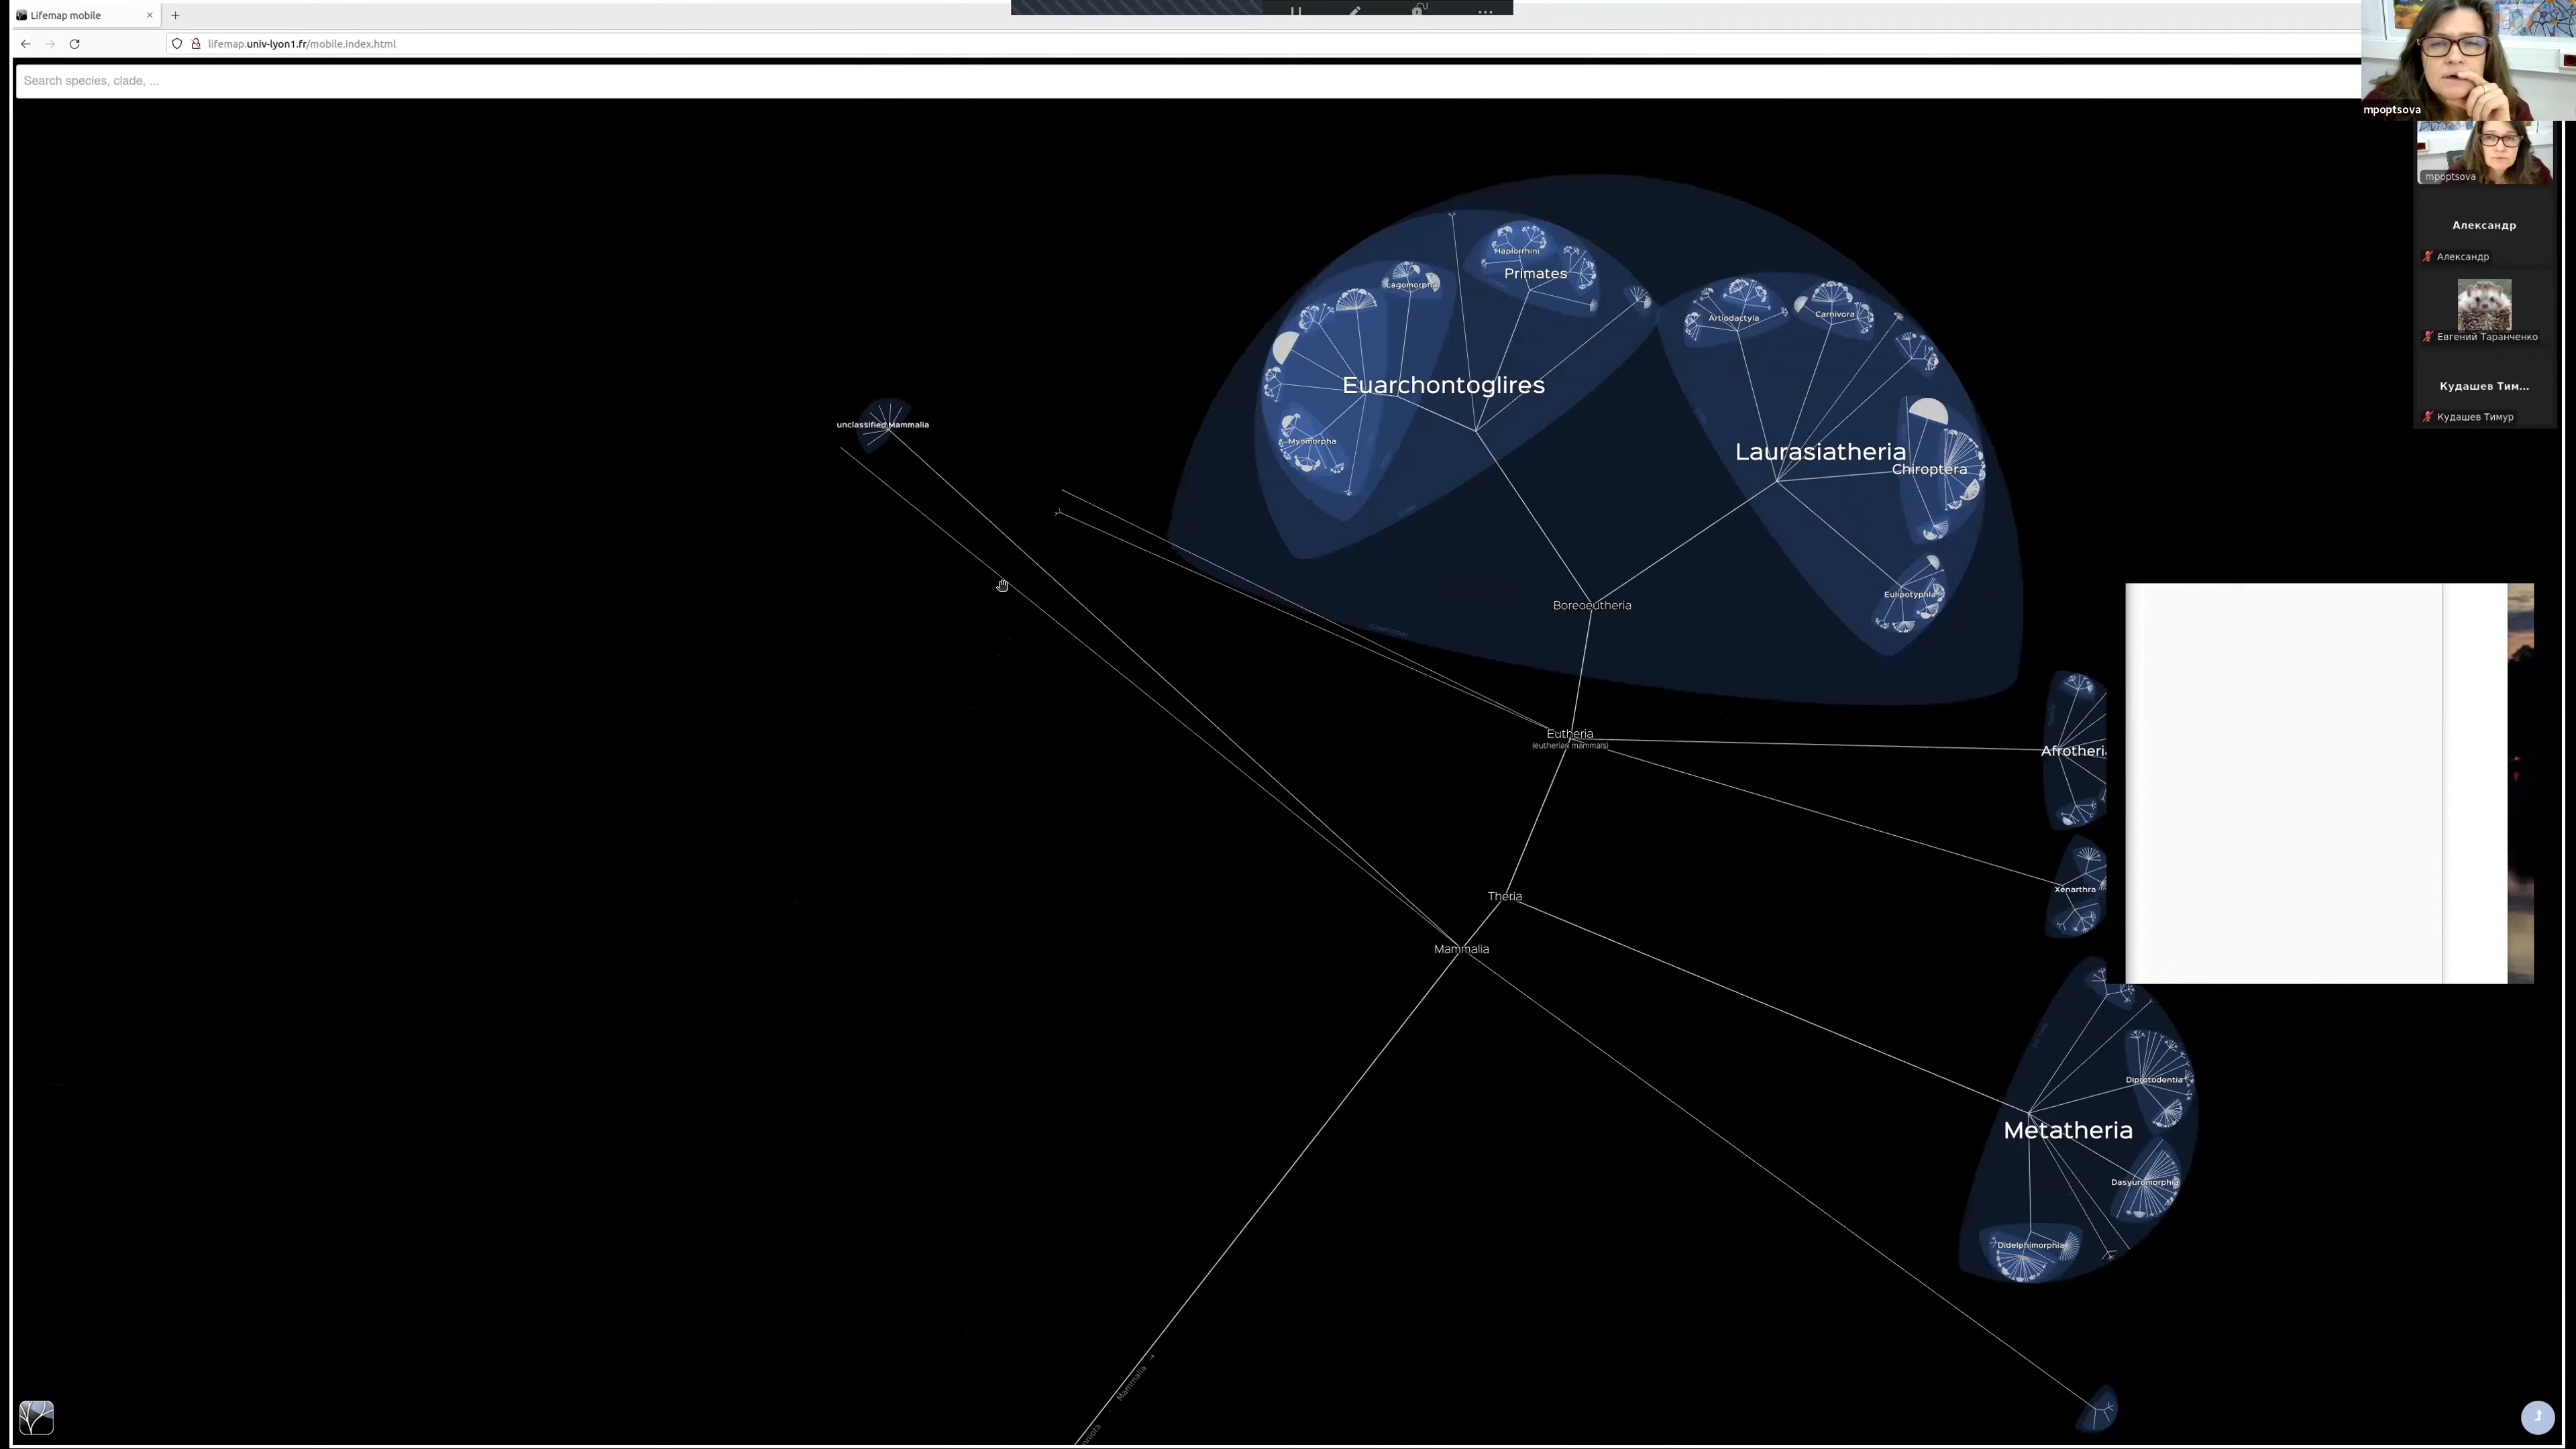 Lifemap mobile
lifemap.univ-lyon1.fr/mobile.index.html
Search species, clade, ...
mpoptsova
mpoptsova
Александр
Александр
Евгений Таранченко
Кудашев Тим...
Кудашев Тимур
Haplorrhini
Primates
Lagomorpha
Artiodactyla
Carnivora
Euarchontoglires
unclassified Mammalia
Myomorpha
Laurasiatheria
Chiroptera
Eulipotyphla
Boreoeutheria
Eutheria
(eutherian mammals)
Afrotheri
Xenarthra
Theria
Mammalia
Diprotodontia
Metatheria
Dasyuromorphia
Didelphimorphia
Mammalia